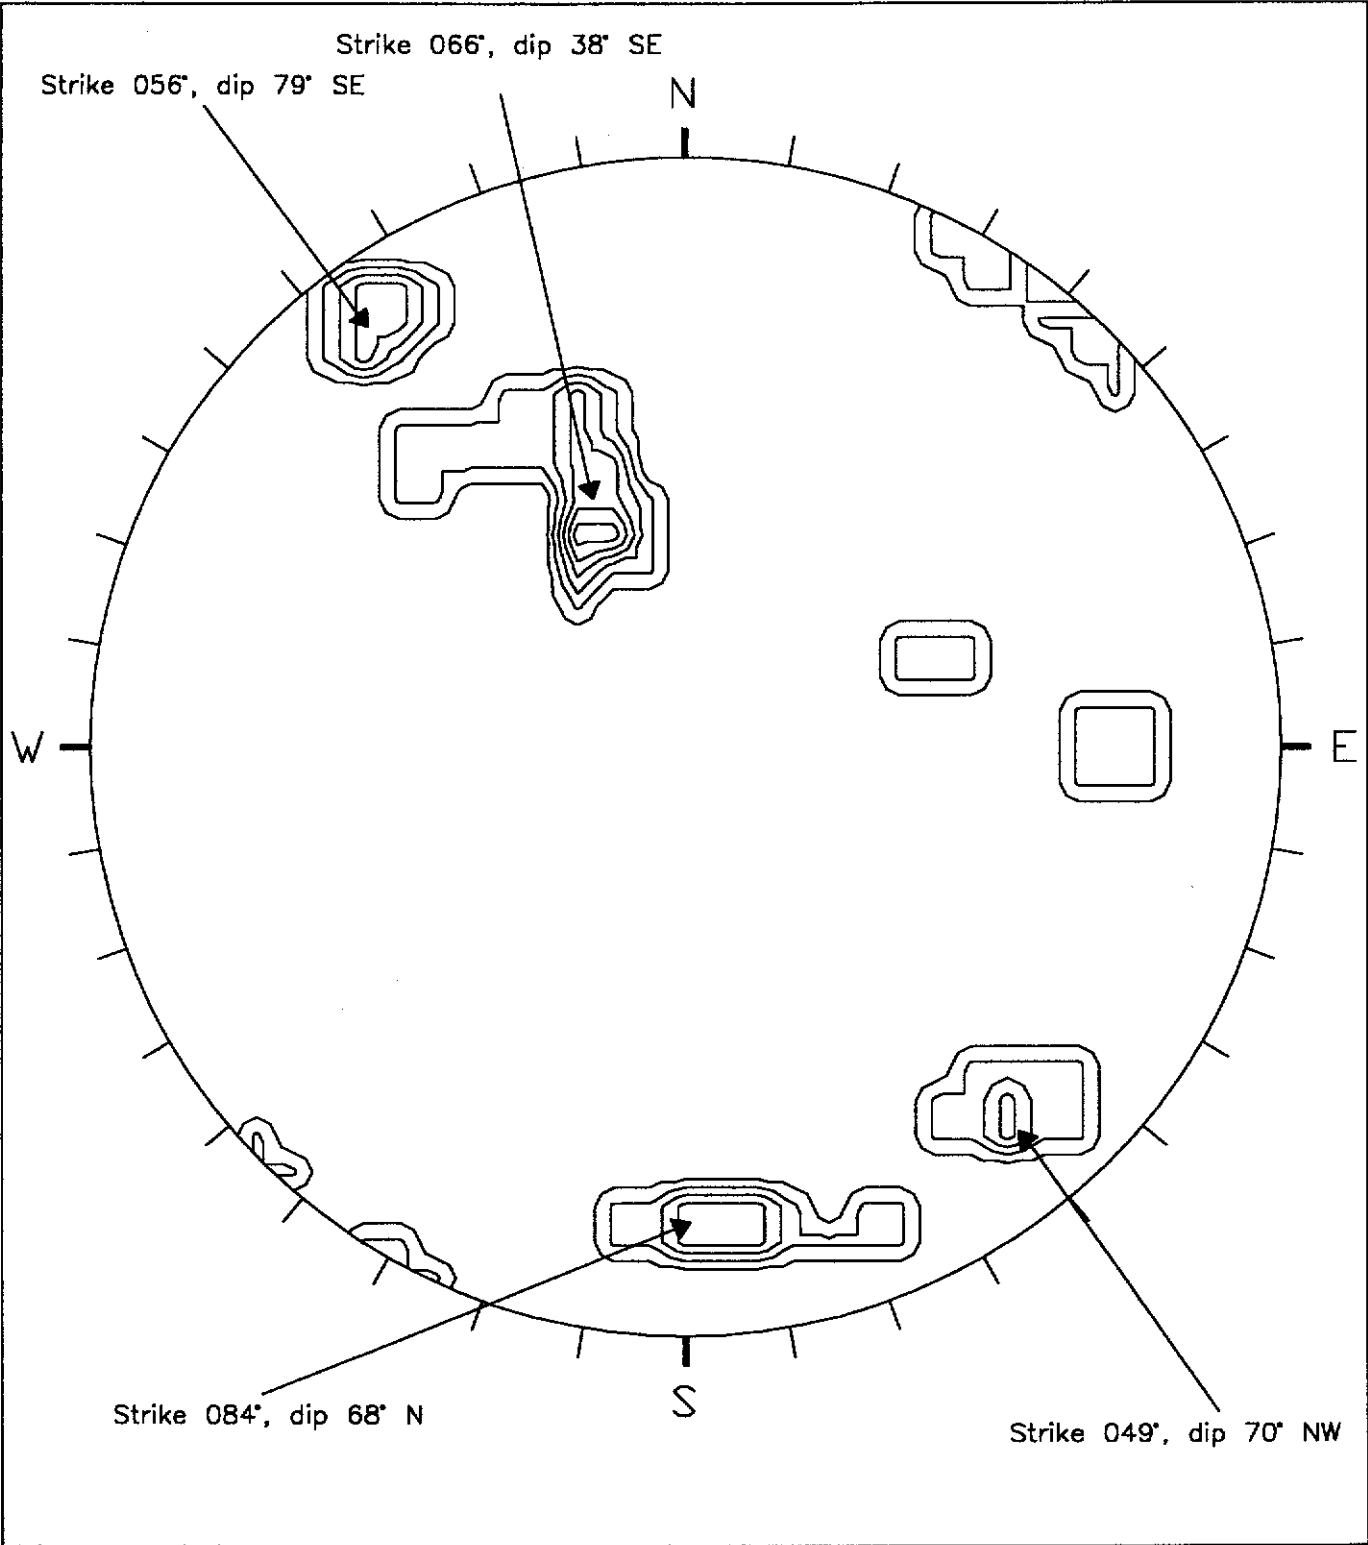 Strike 066°, dip 38° SE
Strike 056°, dip 79° SE
N
W
E
S
Strike 084°, dip 68° N
Strike 049°, dip 70° NW